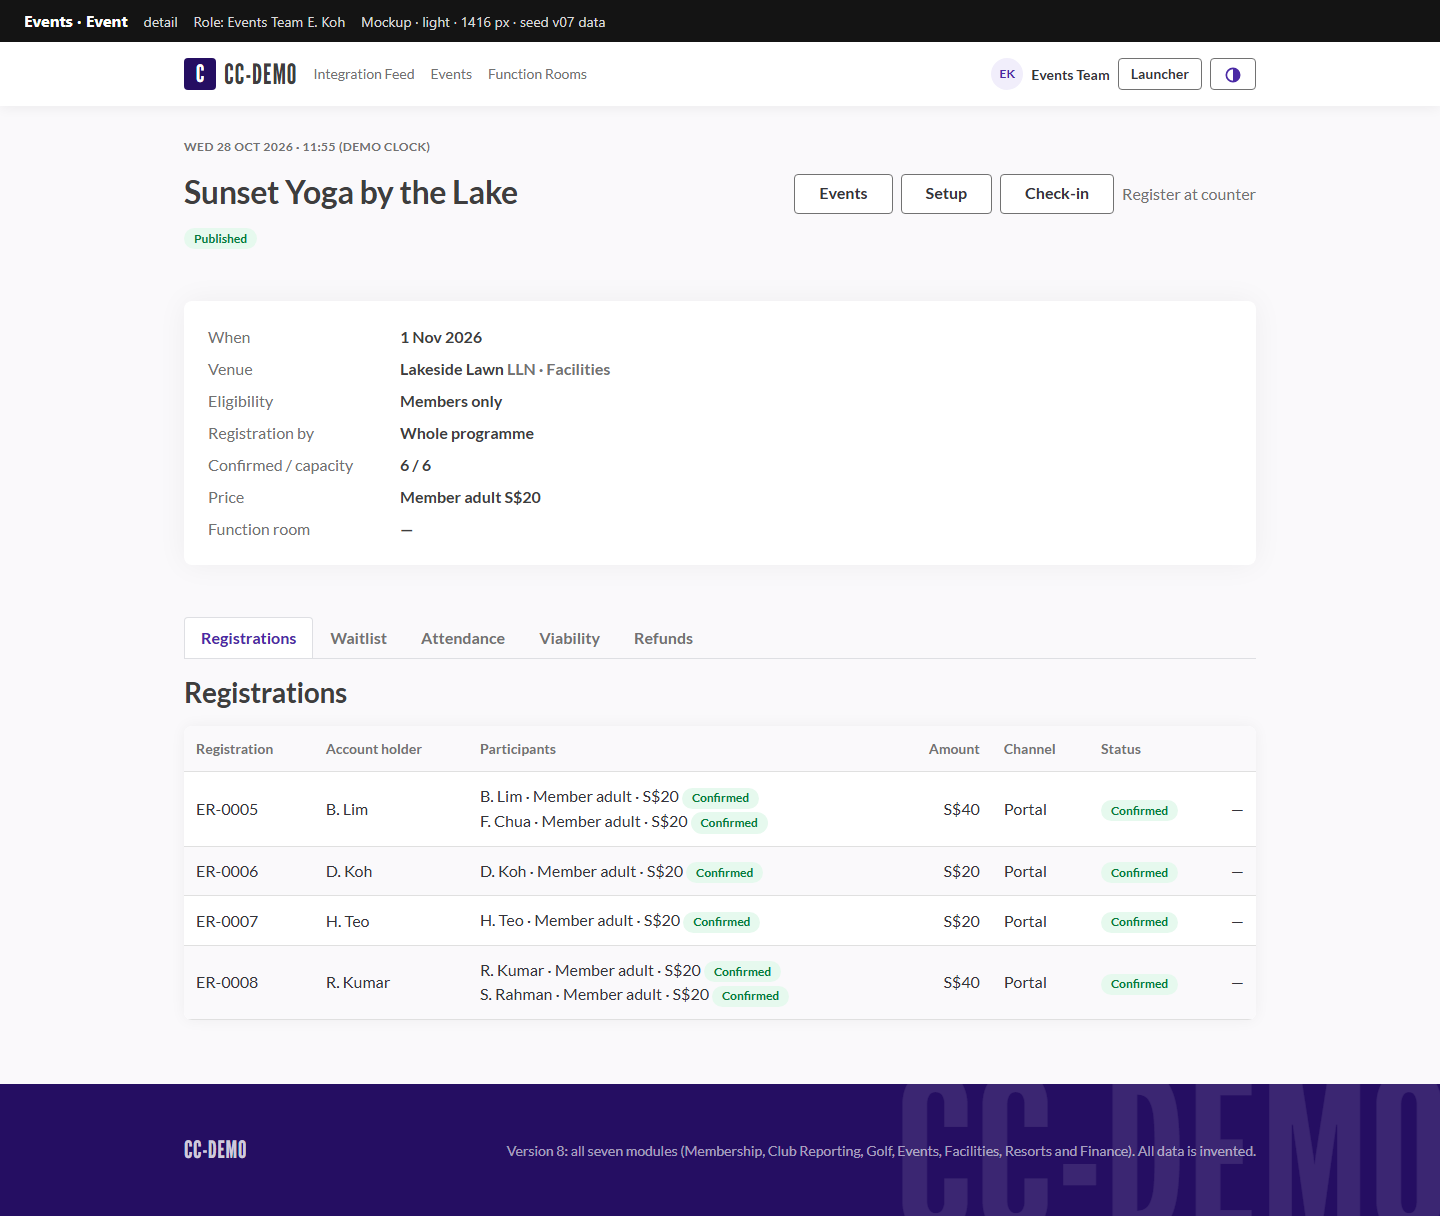 Events · Event detail Role: Events Team E. Koh Mockup · light · 1416 px · seed v07 data
C CC-DEMO Integration Feed Events Function Rooms EK Events Team Launcher
WED 28 OCT 2026 · 11:55 (DEMO CLOCK)
Sunset Yoga by the Lake Events Setup Check-in Register at counter
Published
When 1 Nov 2026
Venue Lakeside Lawn LLN · Facilities
Eligibility Members only
Registration by Whole programme
Confirmed / capacity 6 / 6
Price Member adult S$20
Function room —
Registrations Waitlist Attendance Viability Refunds
Registrations
Registration Account holder Participants Amount Channel Status
ER-0005 B. Lim B. Lim · Member adult · S$20 Confirmed S$40 Portal Confirmed —
F. Chua · Member adult · S$20 Confirmed
ER-0006 D. Koh D. Koh · Member adult · S$20 Confirmed S$20 Portal Confirmed —
ER-0007 H. Teo H. Teo · Member adult · S$20 Confirmed S$20 Portal Confirmed —
ER-0008 R. Kumar R. Kumar · Member adult · S$20 Confirmed S$40 Portal Confirmed —
S. Rahman · Member adult · S$20 Confirmed
CC-DEMO
CC-DEMO Version 8: all seven modules (Membership, Club Reporting, Golf, Events, Facilities, Resorts and Finance). All data is invented.